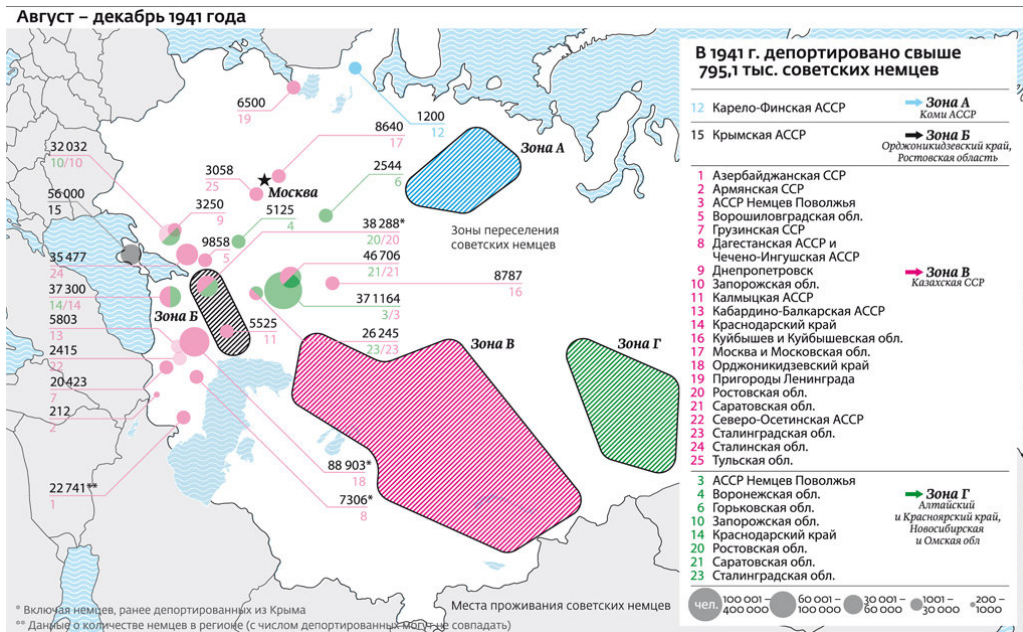 Август – декабрь 1941 года
6500
19
1200
12
8640
17
Зона А
32 032
10/10
3058
25
Москва
2544
6
56 000
15
3250
9
5125
4
38 288*
20/20
Зоны переселения
советских немцев
35 477
24
9858
5
46 706
21/21
8787
16
37 300
14/14
Зона Б
37 1164
3/3
5803
13
5525
11
26 245
23/23
Зона В
Зона Г
2415
22
20 423
7
212
2
88 903*
18
22 741**
1
7306*
8
* Включая немцев, ранее депортированных из Крыма
** Данные о количестве немцев в регионе (с числом депортированных могут не совпадать)
Места проживания советских немцев
В 1941 г. депортировано свыше
795,1 тыс. советских немцев
12 Карело-Финская АССР
Зона А
Коми АССР
15 Крымская АССР
Зона Б
Орджоникидзевский край,
Ростовская область
1 Азербайджанская ССР
2 Армянская ССР
3 АССР Немцев Поволжья
5 Ворошиловградская обл.
7 Грузинская ССР
8 Дагестанская АССР и
Чечено-Ингушская АССР
9 Днепропетровск
10 Запорожская обл.
11 Калмыцкая АССР
13 Кабардино-Балкарская АССР
14 Краснодарский край
16 Куйбышев и Куйбышевская обл.
17 Москва и Московская обл.
18 Орджоникидзевский край
19 Пригороды Ленинграда
20 Ростовская обл.
21 Саратовская обл.
22 Северо-Осетинская АССР
23 Сталинградская обл.
24 Сталинская обл.
25 Тульская обл.
Зона В
Казахская ССР
3 АССР Немцев Поволжья
4 Воронежская обл.
6 Горьковская обл.
10 Запорожская обл.
14 Краснодарский край
20 Ростовская обл.
21 Саратовская обл.
23 Сталинградская обл.
Зона Г
Алтайский
и Красноярский край,
Новосибирская
и Омская обл
чел.
100 001 –
400 000
60 001 –
100 000
30 001 –
60 000
1001 –
30 000
200 –
1000